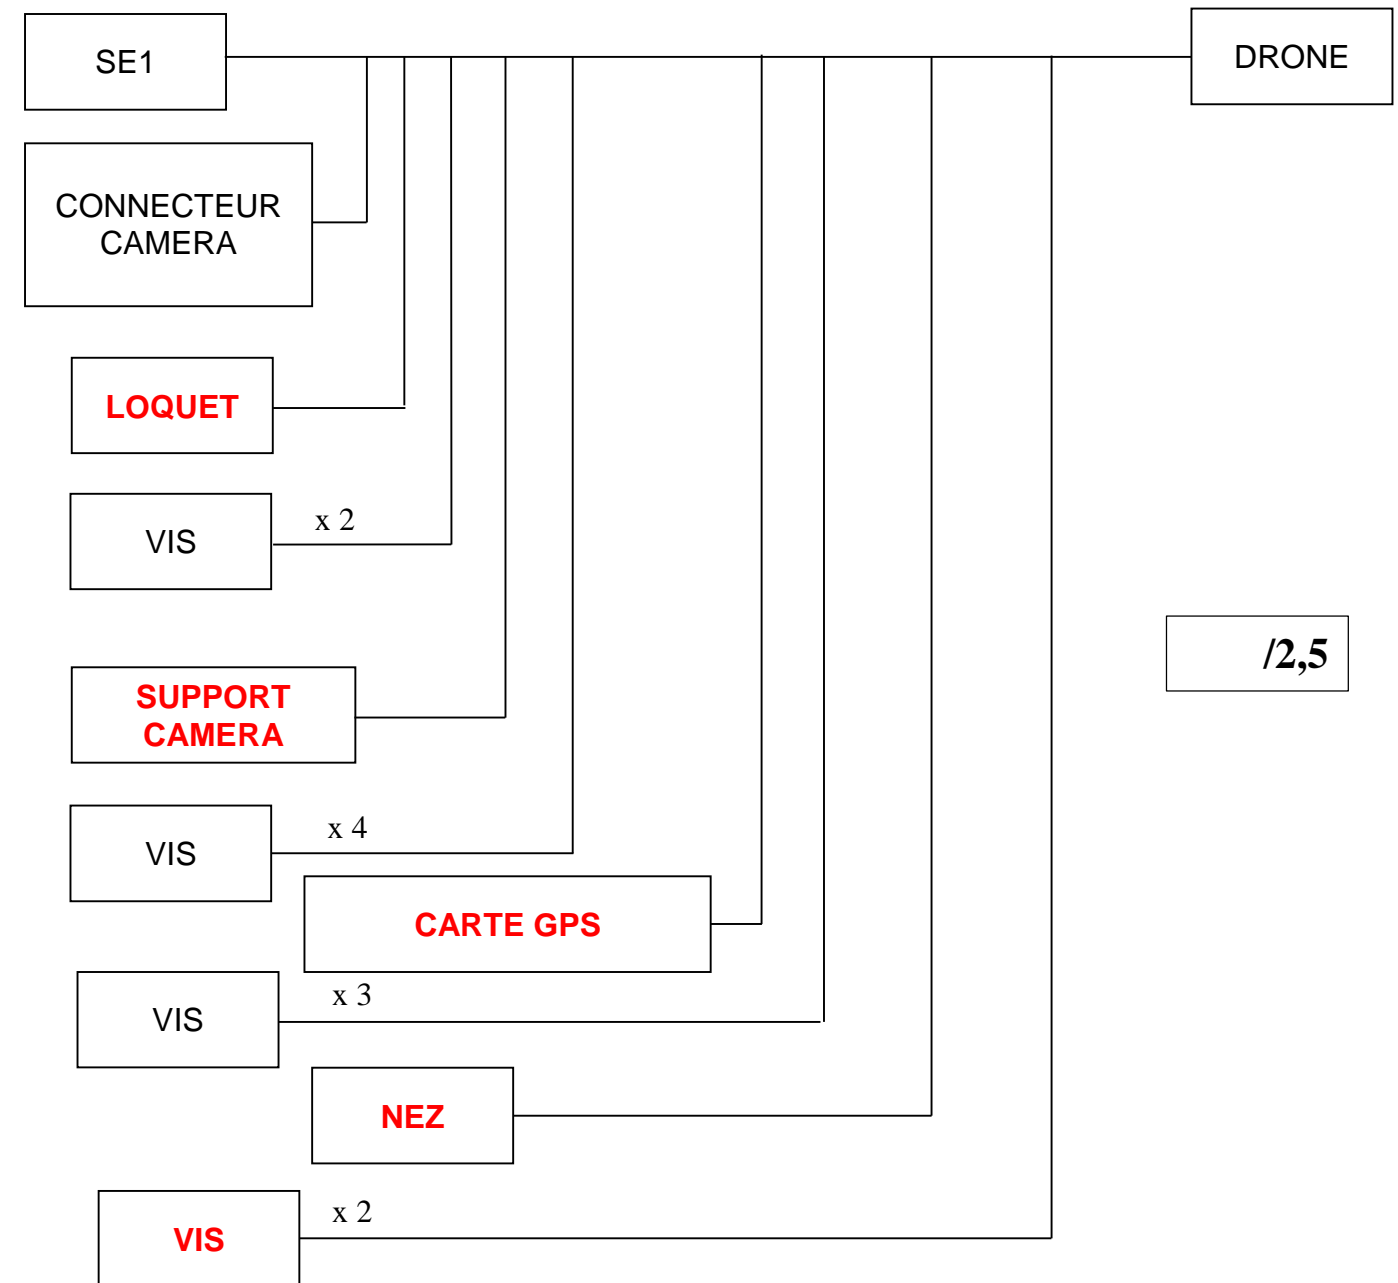 SE1
DRONE
CONNECTEUR
CAMERA
LOQUET
x 2
VIS
/2,5
SUPPORT
CAMERA
x 4
VIS
CARTE GPS
x 3
VIS
NEZ
x 2
VIS